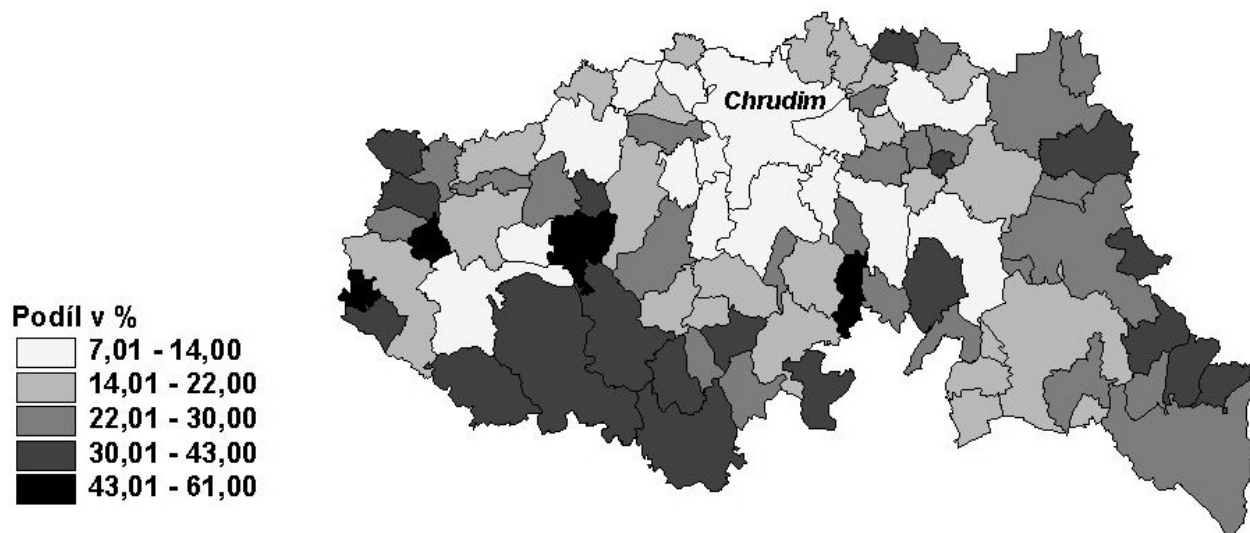 Chrudim
Podíl v %
7,01 - 14,00
14,01 - 22,00
22,01 - 30,00
30,01 - 43,00
43,01 - 61,00